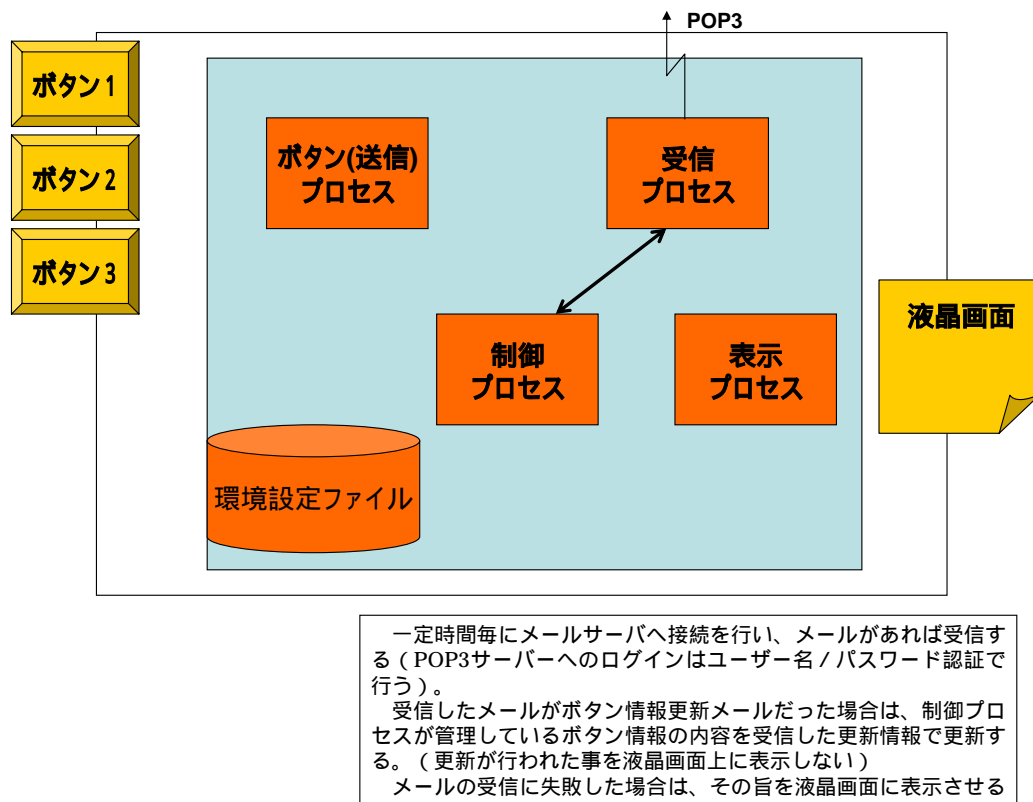 POP3
ボタン1
ボタン2
ボタン3
ボタン(送信)
プロセス
受信
プロセス
制御
プロセス
表示
プロセス
液晶画面
環境設定ファイル
一定時間毎にメールサーバへ接続を行い、メールがあれば受信す
る(POP3サーバーへのログインはユーザー名/パスワード認証で
行う)。
受信したメールがボタン情報更新メールだった場合は、制御プロ
セスが管理しているボタン情報の内容を受信した更新情報で更新す
る。(更新が行われた事を液晶画面上に表示しない)
メールの受信に失敗した場合は、その旨を液晶画面に表示させる